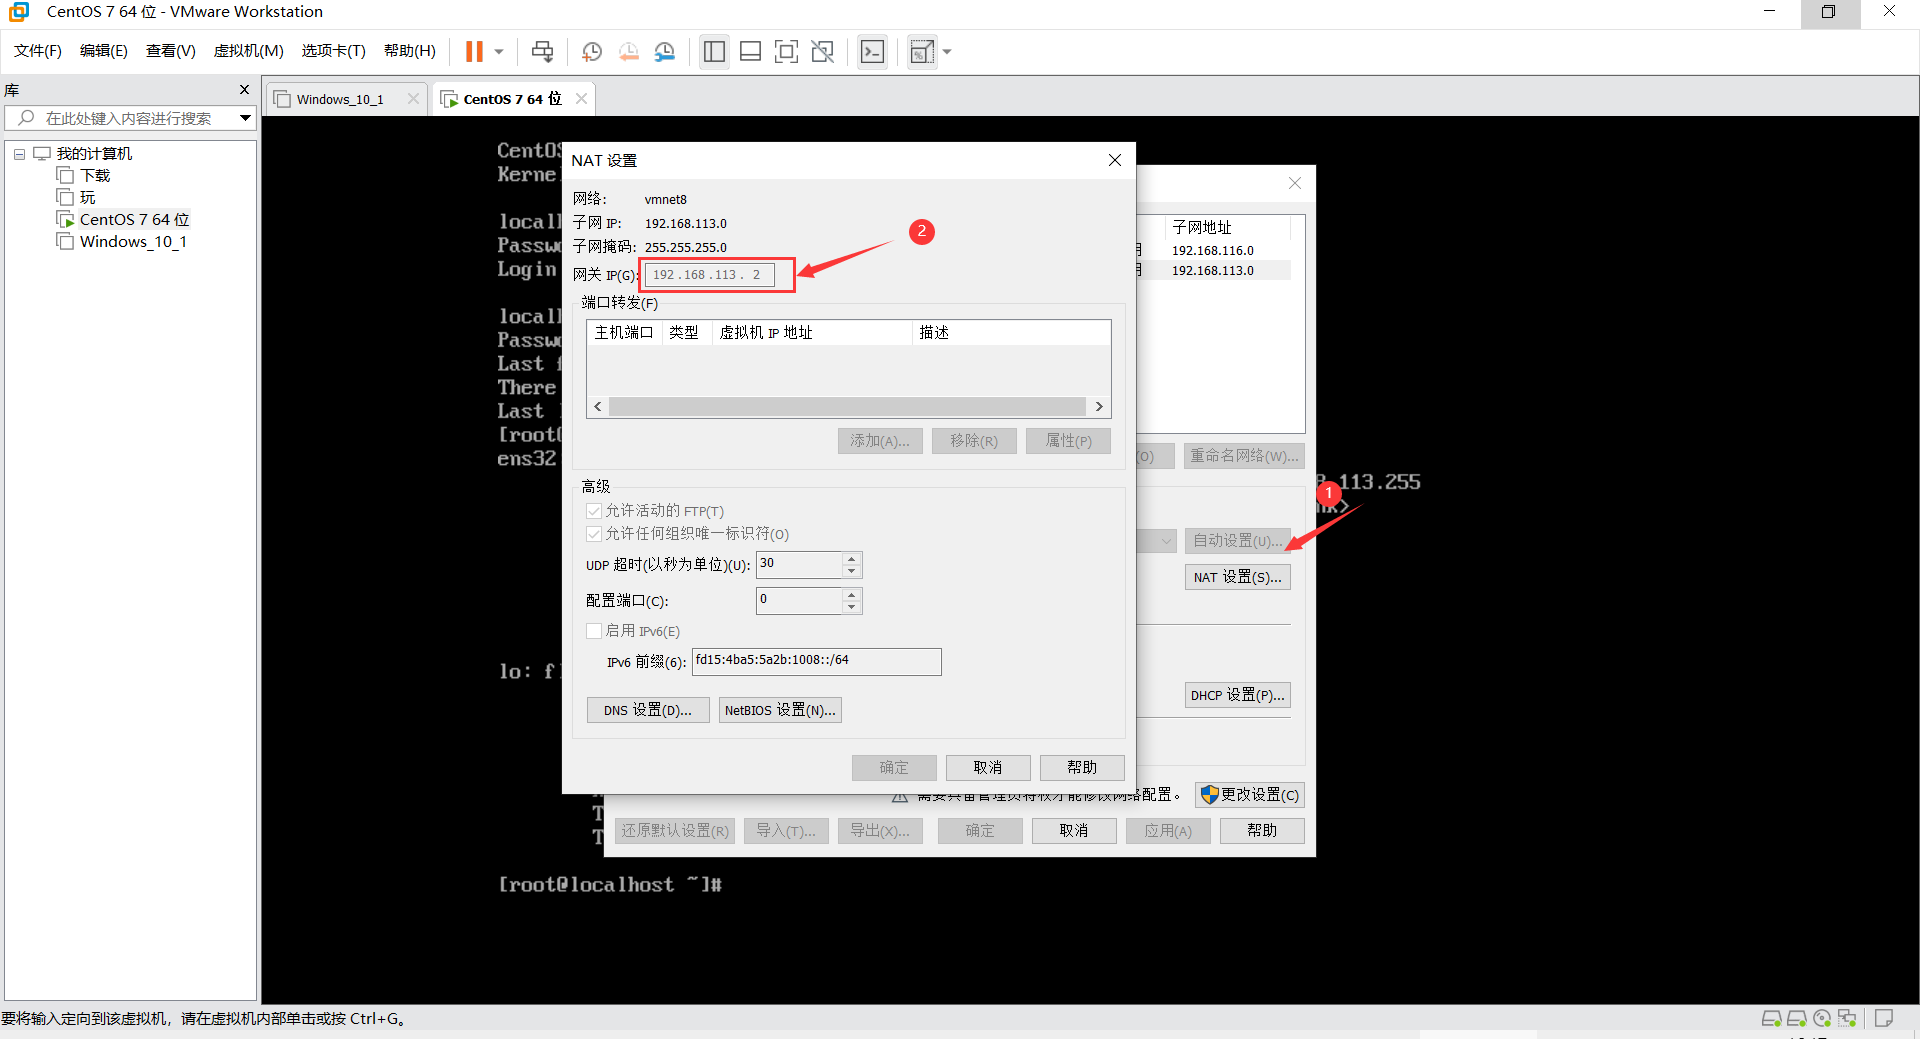 CentOS 7 64 位 - VMware Workstation
文件(F) 编辑(E) 查看(V) 虚拟机(M) 选项卡(T) 帮助(H)
库
在此处键入内容进行搜索
我的计算机
下载
玩
CentOS 7 64 位
Windows_10_1
Windows_10_1
CentOS 7 64 位
CentOS
Kerne
locall
Passwo
Login
locall
Passwo
Last
There
Last
[root@
ens32
lo: f
T
T
[root@localhost ~]#
113.255
NAT 设置
网络: vmnet8
子网 IP: 192.168.113.0
子网掩码: 255.255.255.0
网关 IP(G): 192.168.113. 2
2
端口转发(F)
主机端口 类型 虚拟机 IP 地址 描述
添加(A)... 移除(R) 属性(P)
高级
允许活动的 FTP(T)
允许任何组织唯一标识符(O)
UDP 超时(以秒为单位)(U): 30
配置端口(C): 0
启用 IPv6(E)
IPv6 前缀(6): fd15:4ba5:5a2b:1008::/64
DNS 设置(D)... NetBIOS 设置(N)...
确定 取消 帮助
子网地址
192.168.116.0
192.168.113.0
(O) 重命名网络(W)...
1
自动设置(U)...
NAT 设置(S)...
DHCP 设置(P)...
需要具备管理员特权才能修改网络配置。 更改设置(C)
还原默认设置(R) 导入(T)... 导出(X)... 确定 取消 应用(A) 帮助
要将输入定向到该虚拟机，请在虚拟机内部单击或按 Ctrl+G。